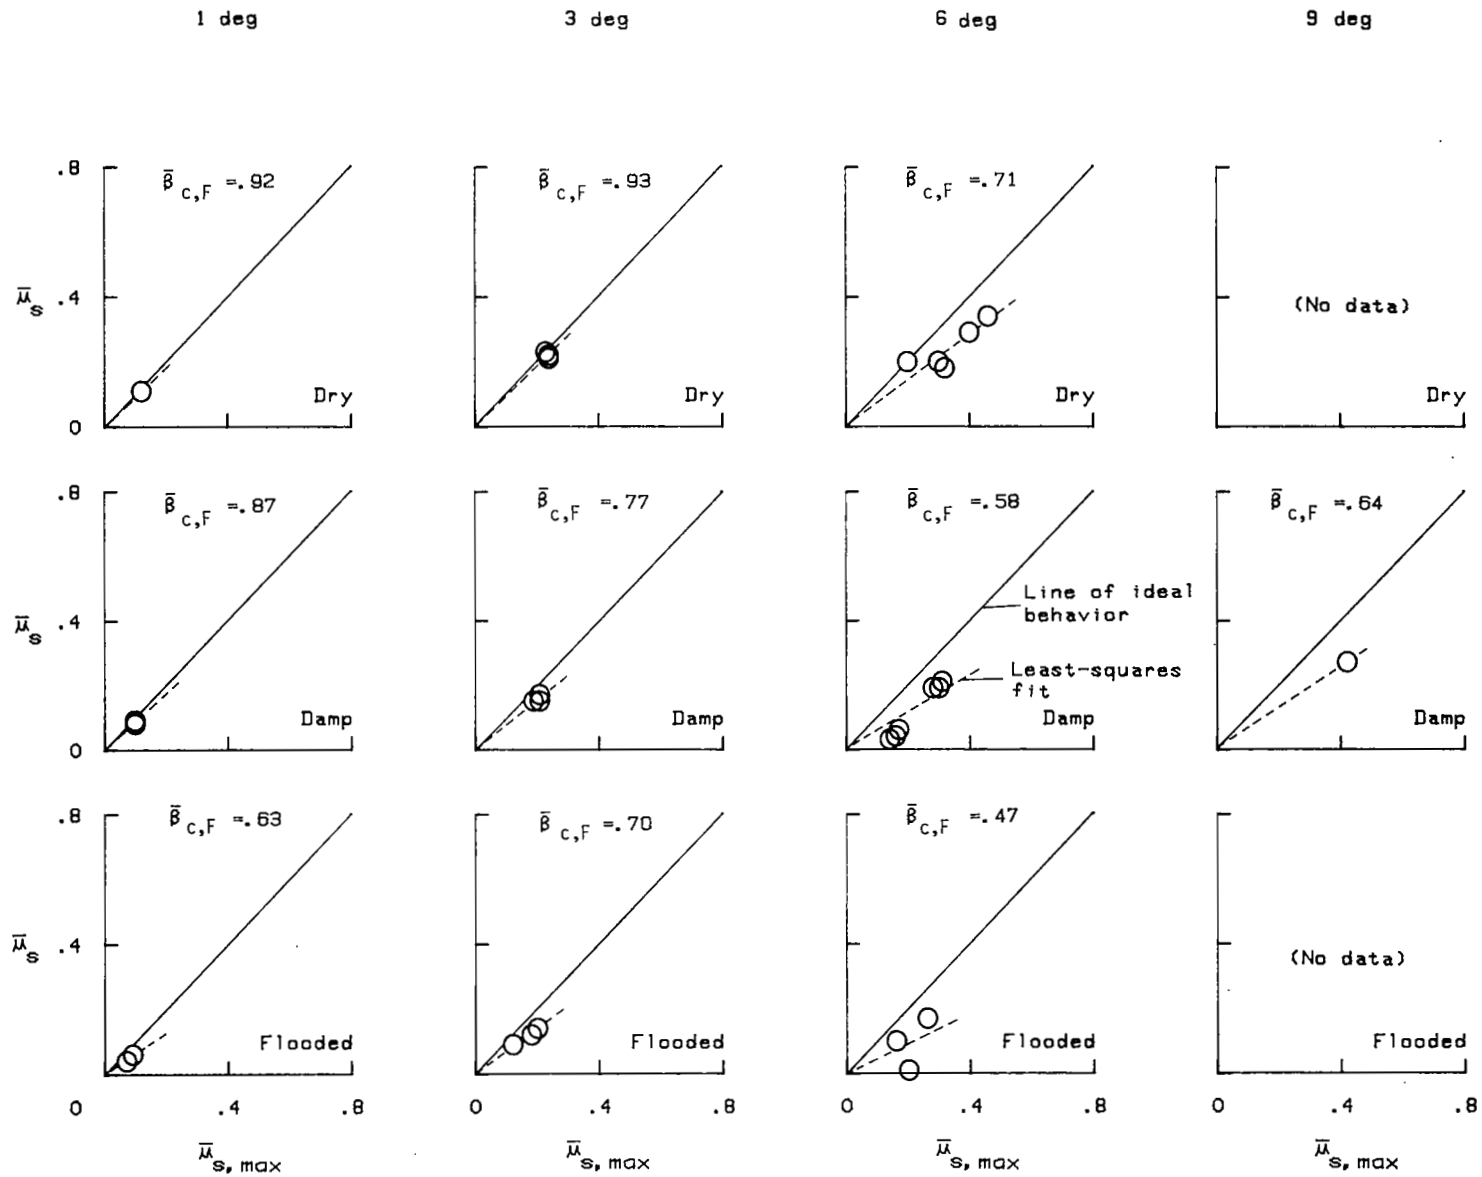 1 deg 3 deg 6 deg 9 deg
.8 β̄ c,F =.92 β̄ c,F =.93 β̄ c,F =.71
μ̄s .4 (No data)
Dry Dry Dry Dry
0
.8 β̄ c,F =.87 β̄ c,F =.77 β̄ c,F =.58 β̄ c,F =.64
μ̄s .4 Line of ideal
behavior
Least-squares
fit
Damp Damp Damp Damp
0
.8 β̄ c,F =.63 β̄ c,F =.70 β̄ c,F =.47
μ̄s .4 (No data)
Flooded Flooded Flooded Flooded
0 .4 .8 0 .4 .8 0 .4 .8 0 .4 .8
μ̄s, max μ̄s, max μ̄s, max μ̄s, max